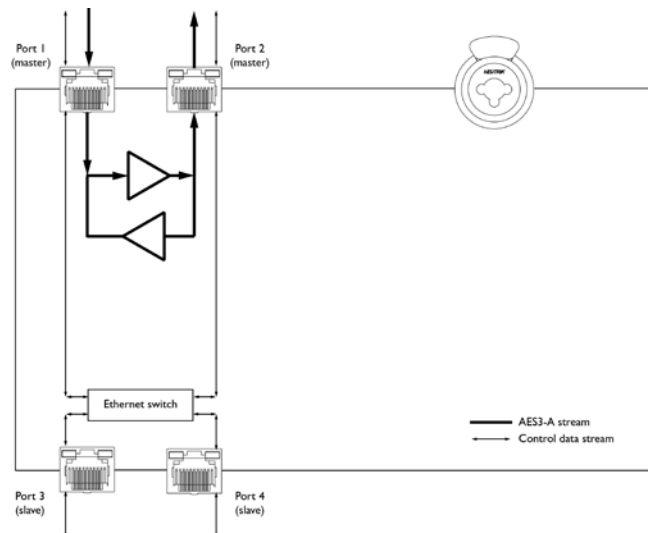 Port 1
(master)
Port 2
(master)
NEUTRIK
Ethernet switch
AES3-A stream
Control data stream
Port 3
(slave)
Port 4
(slave)